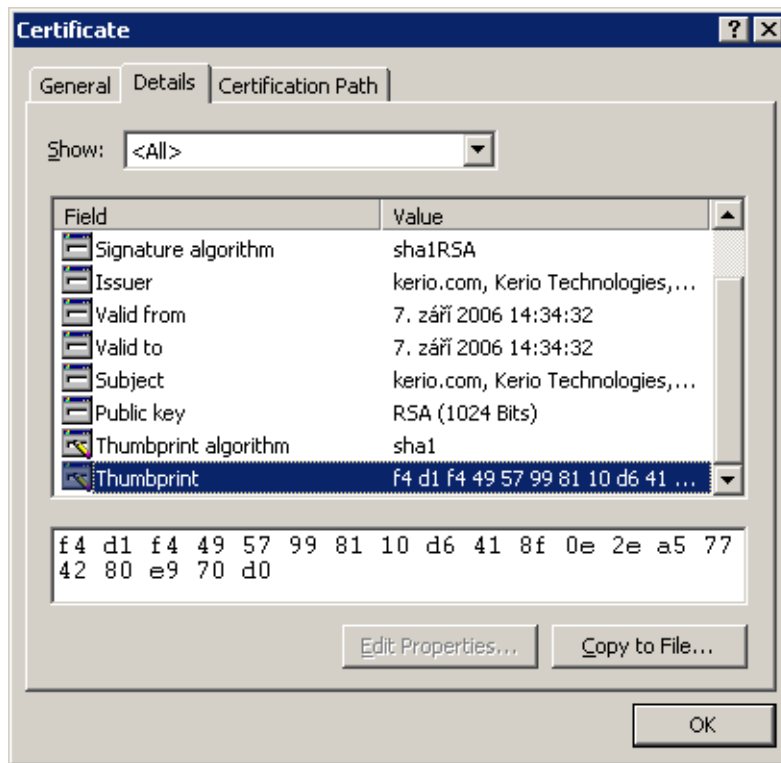 Certificate
General Details Certification Path
Show: <All>
Field Value
Signature algorithm sha1RSA
Issuer kerio.com, Kerio Technologies,...
Valid from 7. září 2006 14:34:32
Valid to 7. září 2006 14:34:32
Subject kerio.com, Kerio Technologies,...
Public key RSA (1024 Bits)
Thumbprint algorithm sha1
Thumbprint f4 d1 f4 49 57 99 81 10 d6 41 ...
f4 d1 f4 49 57 99 81 10 d6 41 8f 0e 2e a5 77
42 80 e9 70 d0
Edit Properties... Copy to File...
OK